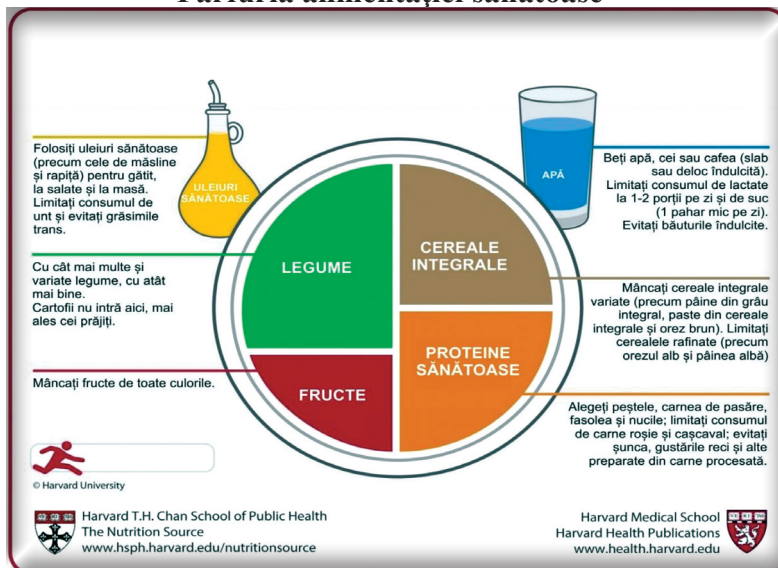 Folosiți uleiuri sănătoase
(precum cele de măsline
și rapiță) pentru gătit,
la salate și la masă.
Limitați consumul de
unt și evitați grăsimile
trans.
ULEIURI
SĂNĂTOASE
APĂ
Beți apă, cei sau cafea (slab
sau deloc îndulcită).
Limitați consumul de lactate
la 1-2 porții pe zi și de suc
(1 pahar mic pe zi).
Evitați băuturile îndulcite.
Cu cât mai multe și
variate legume, cu atât
mai bine.
Cartofii nu intră aici, mai
ales cei prăjiți.
LEGUME
CEREALE
INTEGRALE
Mâncați cereale integrale
variate (precum pâine din grâu
integral, paste din cereale
integrale și orez brun). Limitați
cerealele rafinate (precum
orezul alb și pâinea albă)
Mâncați fructe de toate culorile.
FRUCTE
PROTEINE
SĂNĂTOASE
Alegeți peștele, carnea de pasăre,
fasolea și nucile; limitați consumul
de carne roșie și cașcaval; evitați
șunca, gustările reci și alte
preparate din carne procesată.
© Harvard University
Harvard T.H. Chan School of Public Health
The Nutrition Source
www.hsph.harvard.edu/nutritionsource
Harvard Medical School
Harvard Health Publications
www.health.harvard.edu